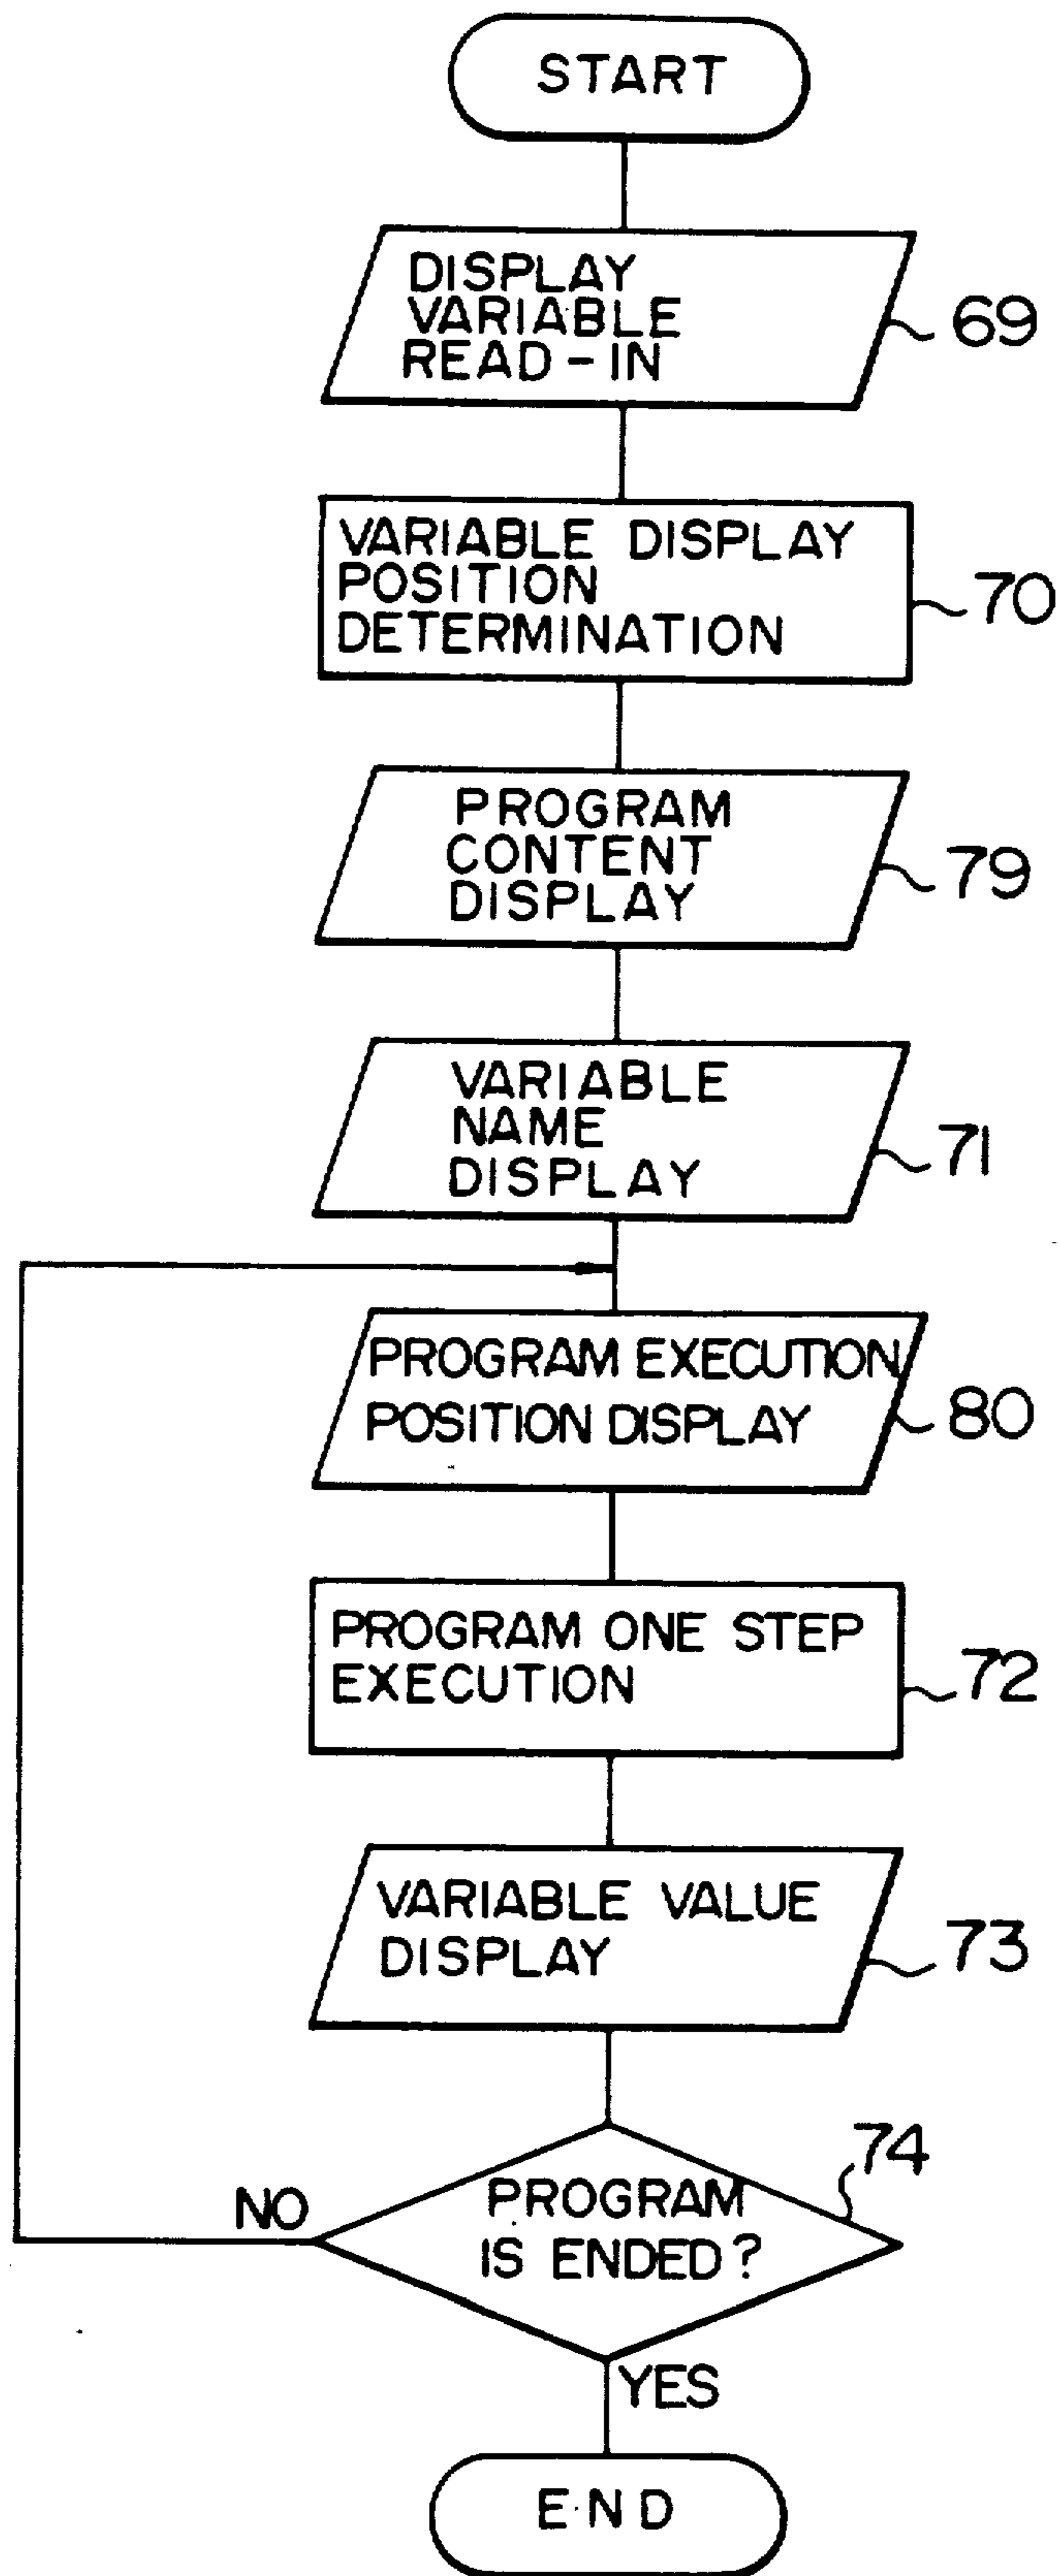 START
DISPLAY
VARIABLE
READ-IN
69
VARIABLE DISPLAY
POSITION
DETERMINATION
70
PROGRAM
CONTENT
DISPLAY
79
VARIABLE
NAME
DISPLAY
71
PROGRAM EXECUTION
POSITION DISPLAY
80
PROGRAM ONE STEP
EXECUTION
72
VARIABLE VALUE
DISPLAY
73
74
PROGRAM
IS ENDED?
NO
YES
END